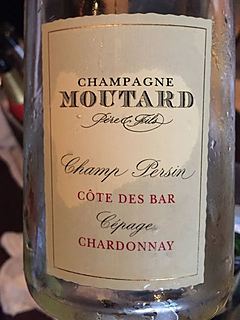 CHAMPAGNE
MOUTARD
Père & Fils
Champ Persin
CÔTE DES BAR
Cépage
CHARDONNAY